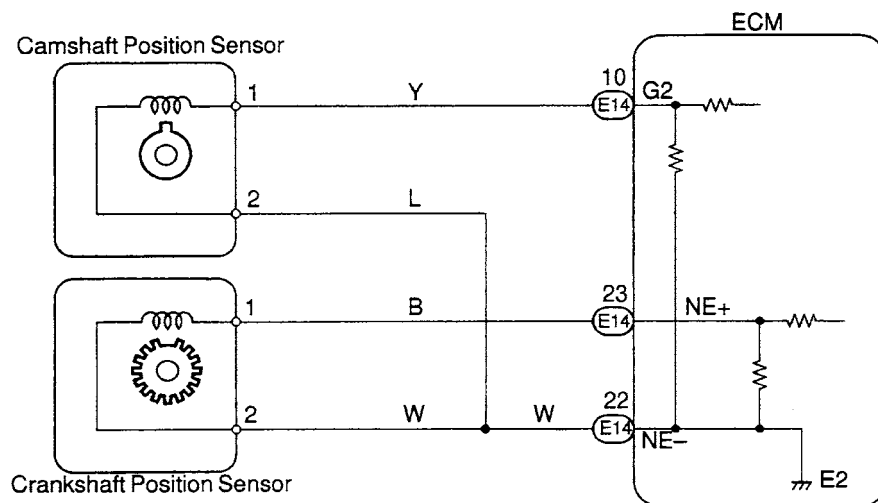 ECM
Camshaft Position Sensor
1
Y
10
E14
G2
2
L
1
B
23
E14
NE+
2
W
W
22
E14
NE−
E2
Crankshaft Position Sensor